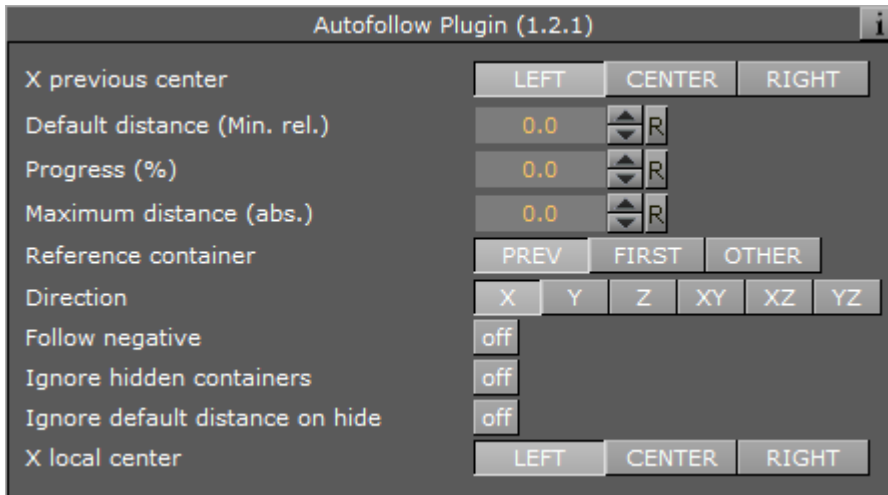 Autofollow Plugin (1.2.1) i
X previous center LEFT CENTER RIGHT
Default distance (Min. rel.) 0.0 R
Progress (%) 0.0 R
Maximum distance (abs.) 0.0 R
Reference container PREV FIRST OTHER
Direction X Y Z XY XZ YZ
Follow negative off
Ignore hidden containers off
Ignore default distance on hide off
X local center LEFT CENTER RIGHT